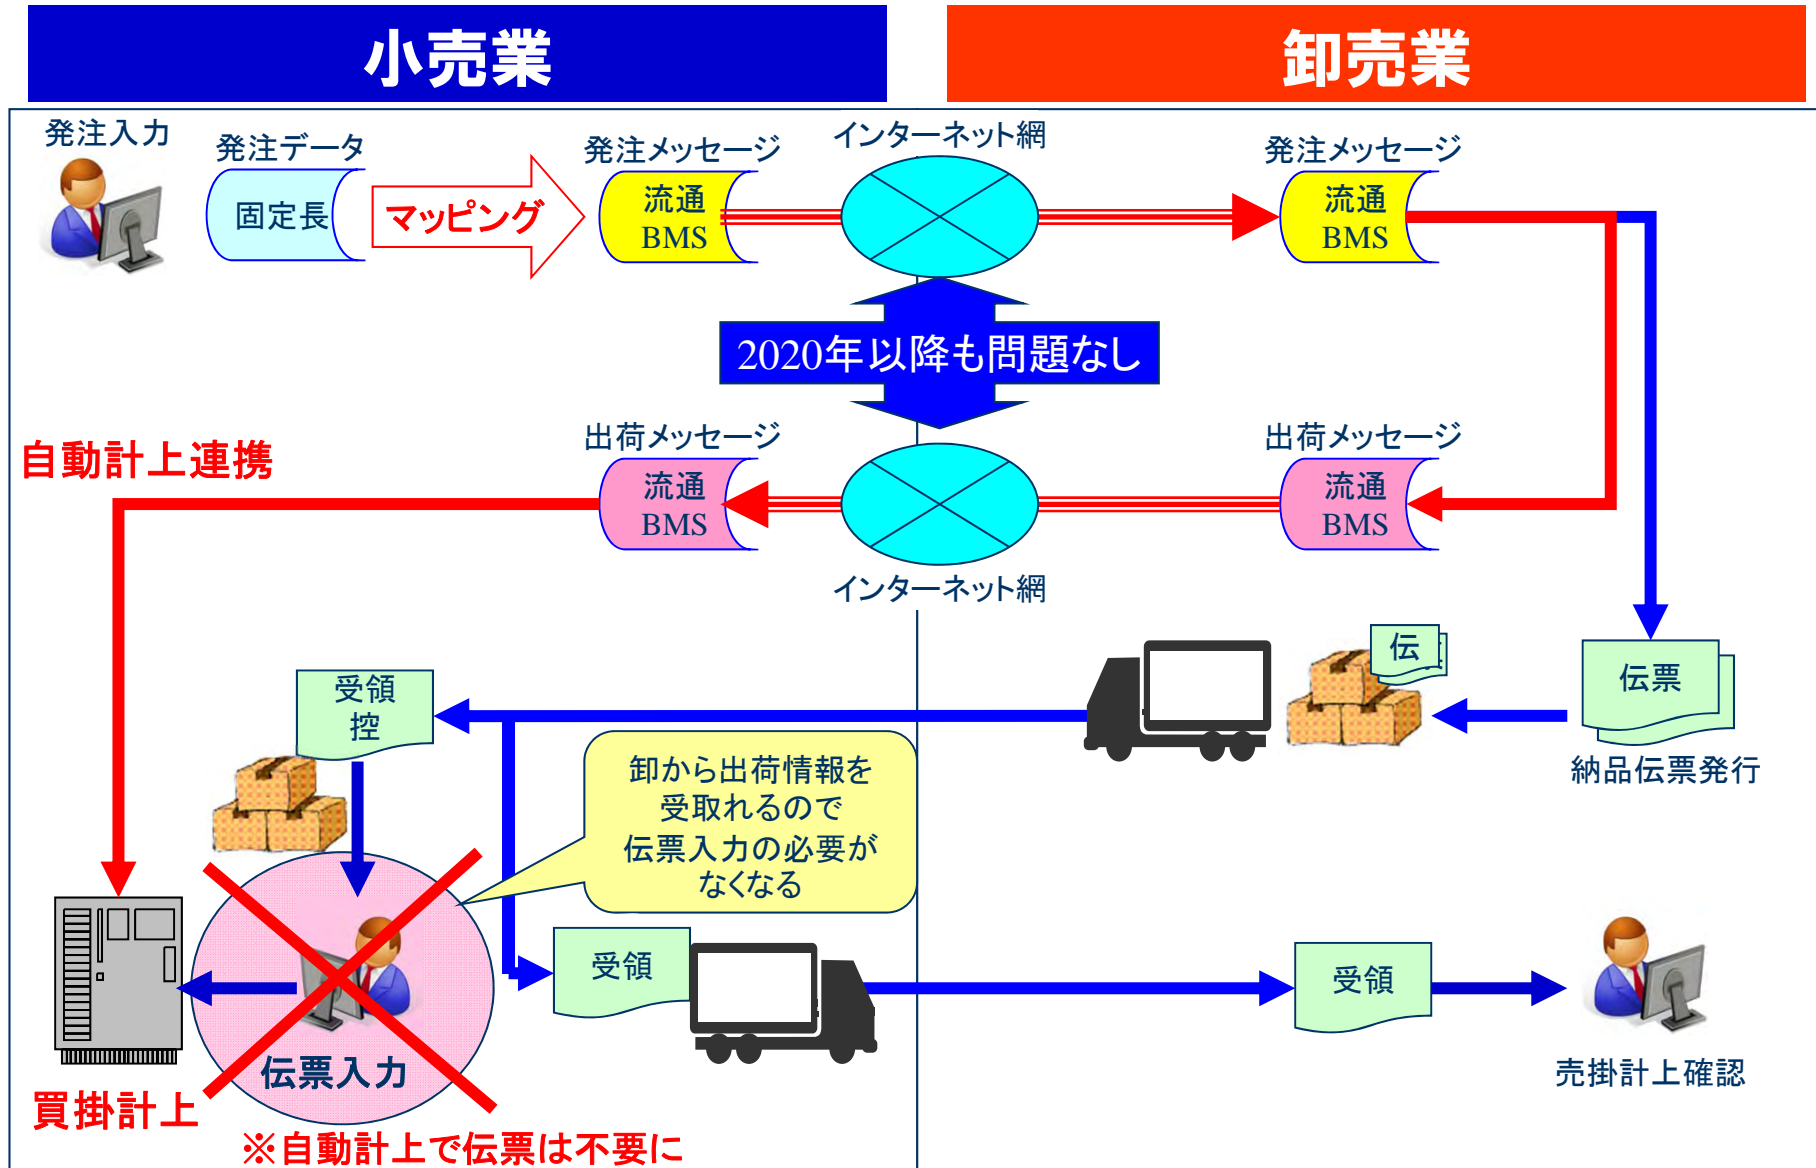 小売業
卸売業
発注入力
発注データ
固定長
マッピング
発注メッセージ
流通
BMS
インターネット網
発注メッセージ
流通
BMS
2020年以降も問題なし
自動計上連携
出荷メッセージ
流通
BMS
インターネット網
出荷メッセージ
流通
BMS
受領
控
伝
伝票
納品伝票発行
卸から出荷情報を
受取れるので
伝票入力の必要が
なくなる
伝票入力
買掛計上
※自動計上で伝票は不要に
受領
受領
売掛計上確認